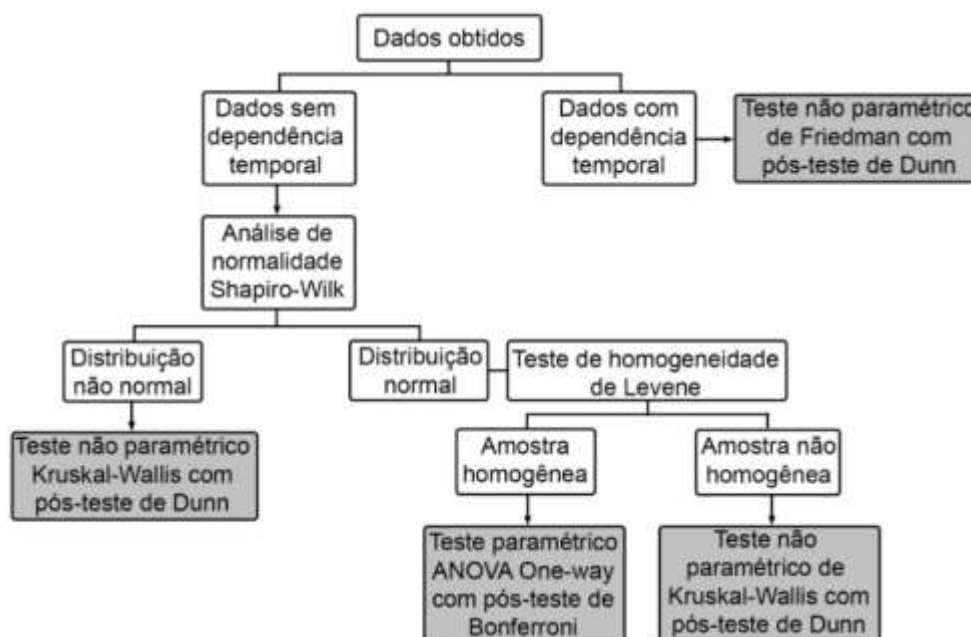 Dados obtidos
Dados sem
dependência
temporal
Dados com
dependência
temporal
Teste não paramétrico
de Friedman com
pós-teste de Dunn
Análise de
normalidade
Shapiro-Wilk
Distribuição
não normal
Distribuição
normal
Teste de homogeneidade
de Levene
Teste não paramétrico
Kruskal-Wallis com
pós-teste de Dunn
Amostra
homogênea
Amostra não
homogênea
Teste paramétrico
ANOVA One-way
com pós-teste de
Bonferroni
Teste não
paramétrico de
Kruskal-Wallis com
pós-teste de Dunn